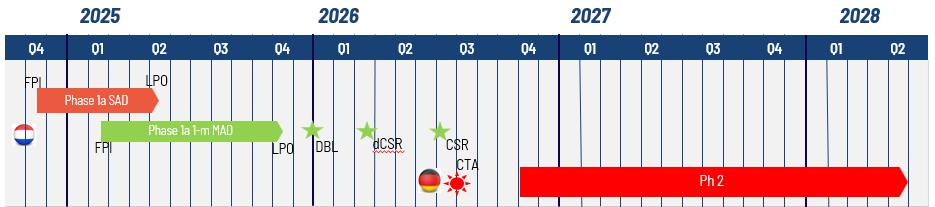 2025 2026 2027 2028
Q4 Q1 Q2 Q3 Q4 Q1 Q2 Q3 Q4 Q1 Q2 Q3 Q4 Q1 Q2
FPI LPO
Phase 1a SAD
Phase 1a 1-m MAD
FPI LPO DBL dCSR CSR
CTA
Ph 2